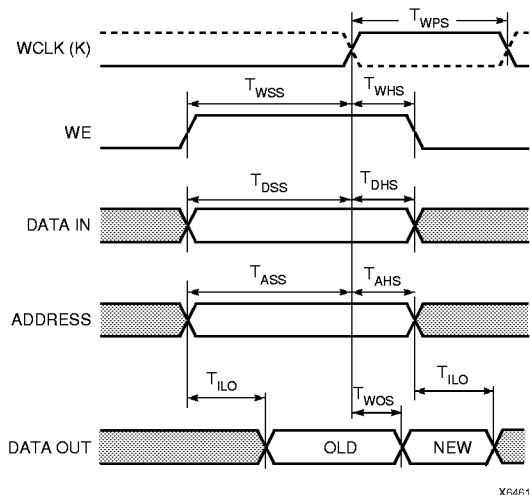 T_WPS
WCLK (K)
T_WSS T_WHS
WE
T_DSS T_DHS
DATA IN
T_ASS T_AHS
ADDRESS
T_ILO T_WOS T_ILO
DATA OUT OLD NEW
X6461